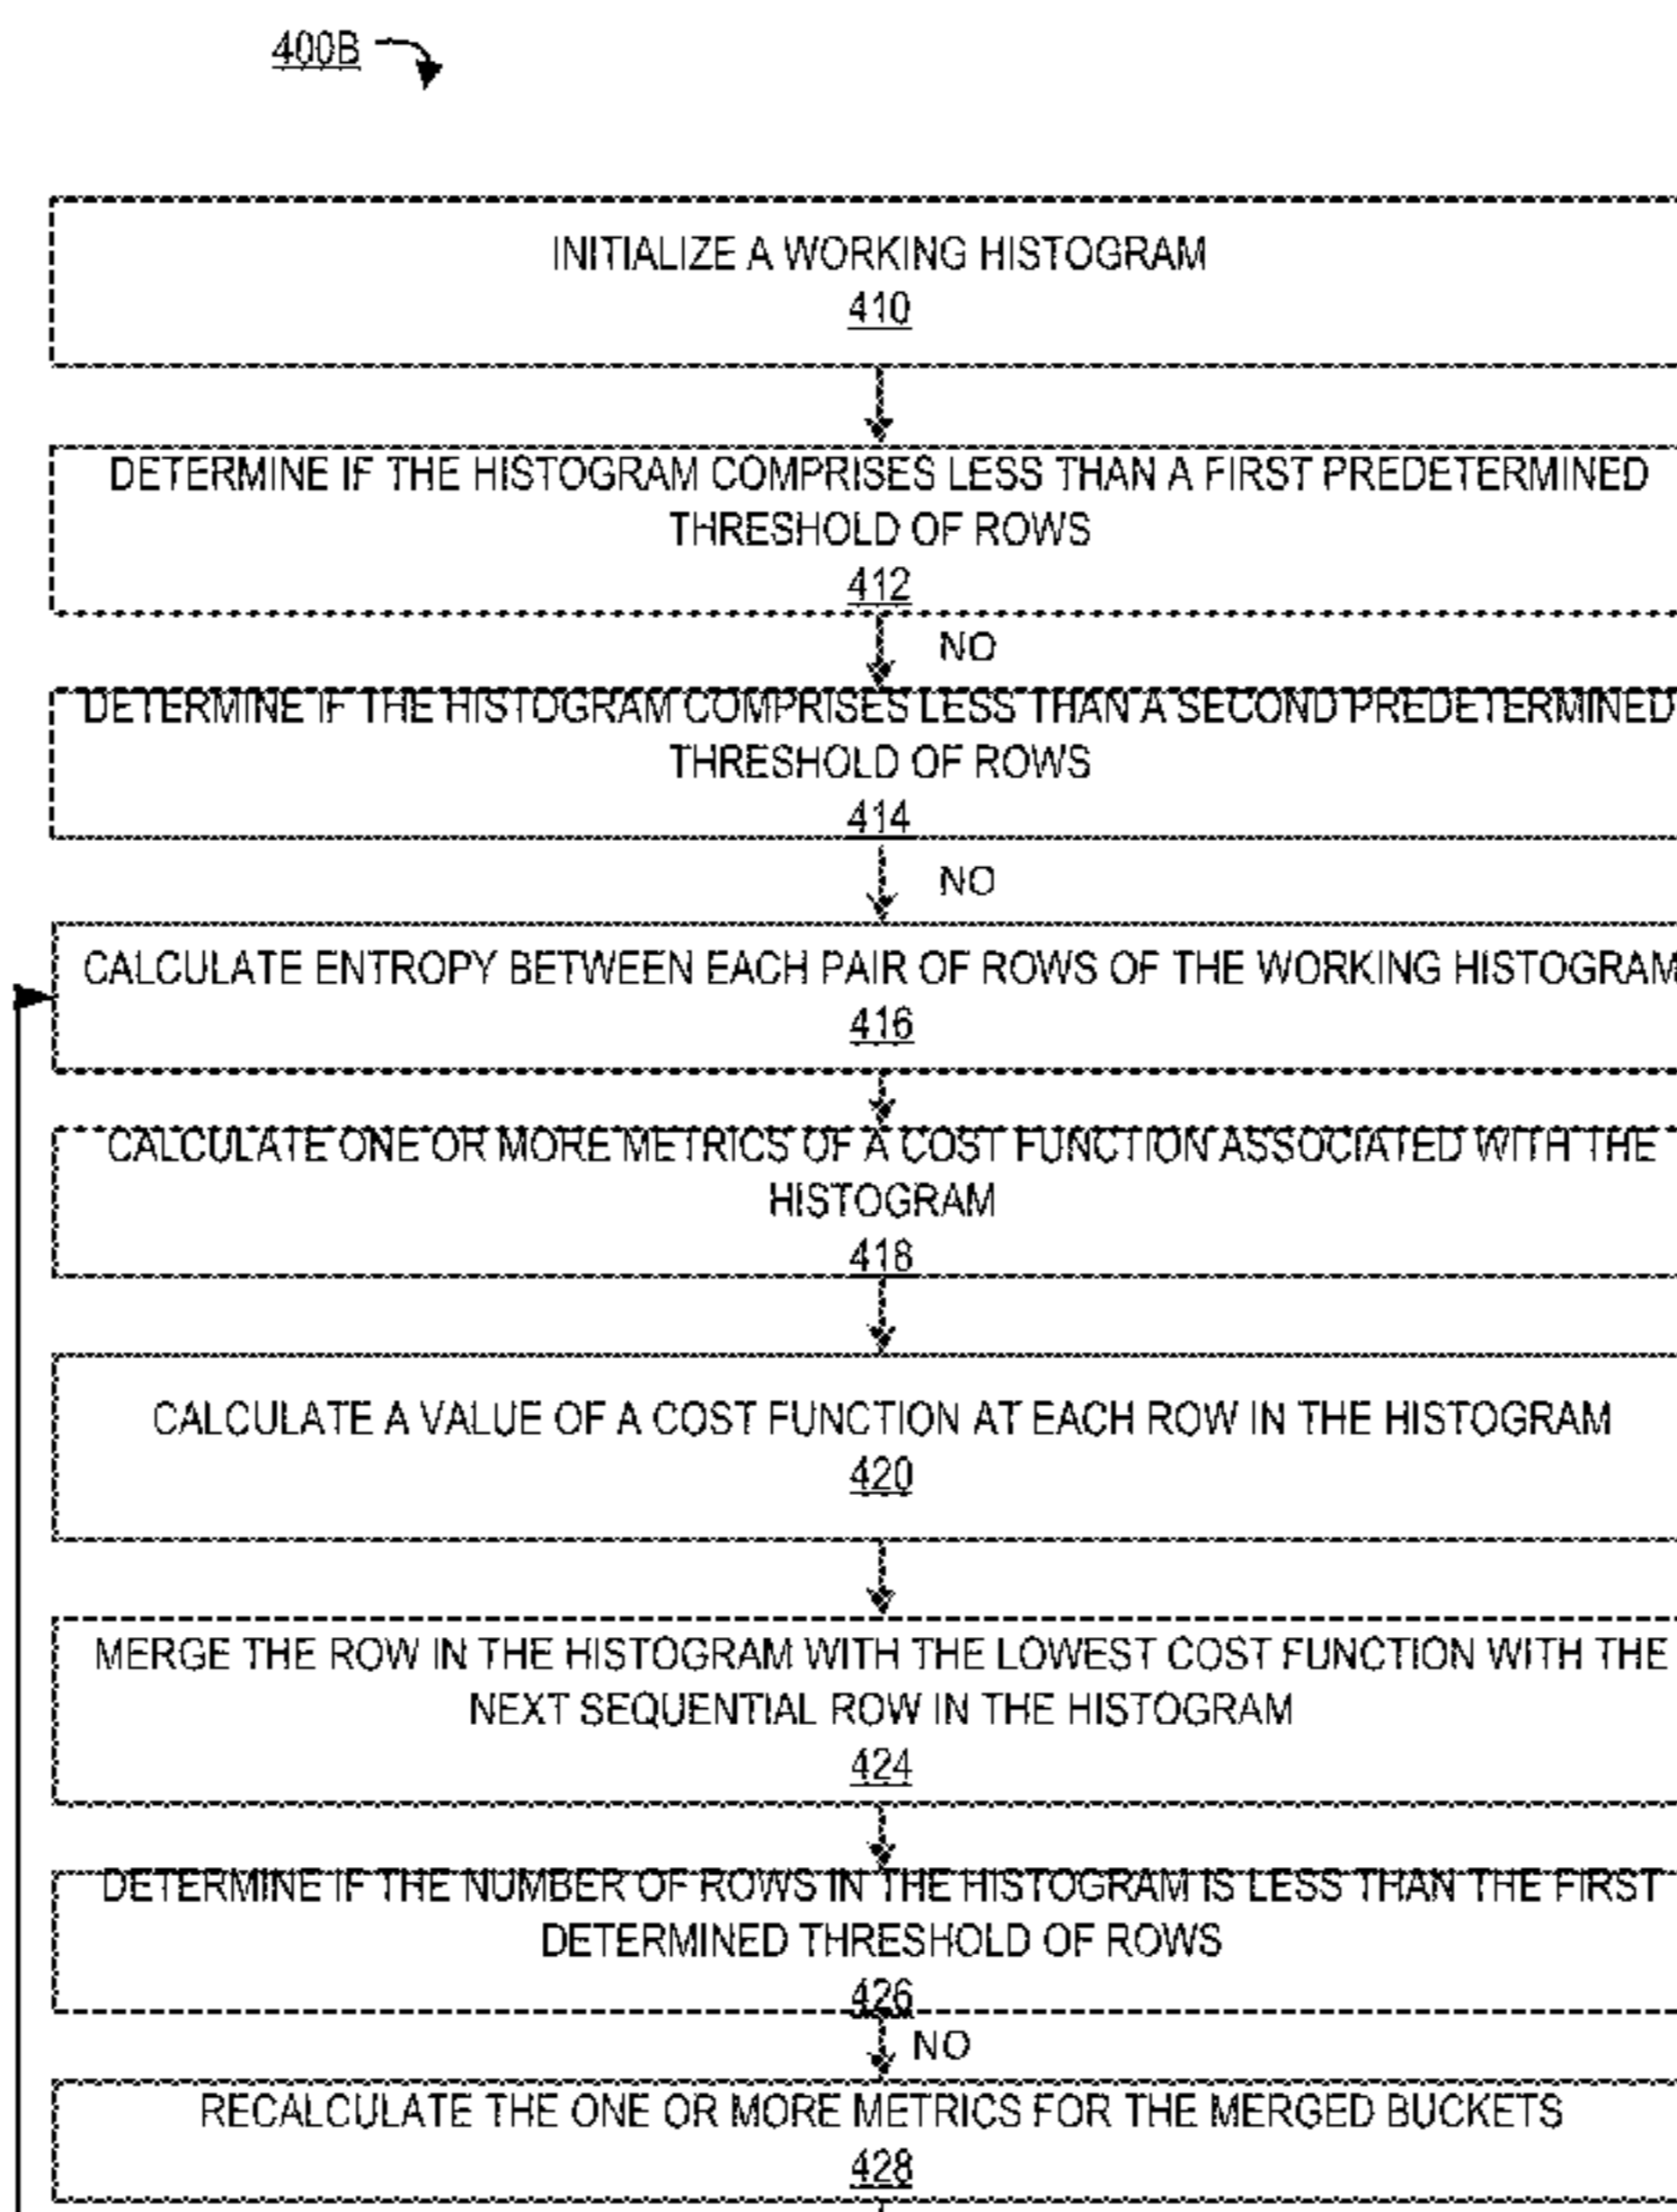 400B
INITIALIZE A WORKING HISTOGRAM
410
DETERMINE IF THE HISTOGRAM COMPRISES LESS THAN A FIRST PREDETERMINED
THRESHOLD OF ROWS
412
NO
DETERMINE IF THE HISTOGRAM COMPRISES LESS THAN A SECOND PREDETERMINED
THRESHOLD OF ROWS
414
NO
CALCULATE ENTROPY BETWEEN EACH PAIR OF ROWS OF THE WORKING HISTOGRAM
416
CALCULATE ONE OR MORE METRICS OF A COST FUNCTION ASSOCIATED WITH THE
HISTOGRAM
418
CALCULATE A VALUE OF A COST FUNCTION AT EACH ROW IN THE HISTOGRAM
420
MERGE THE ROW IN THE HISTOGRAM WITH THE LOWEST COST FUNCTION WITH THE
NEXT SEQUENTIAL ROW IN THE HISTOGRAM
424
DETERMINE IF THE NUMBER OF ROWS IN THE HISTOGRAM IS LESS THAN THE FIRST
DETERMINED THRESHOLD OF ROWS
426
NO
RECALCULATE THE ONE OR MORE METRICS FOR THE MERGED BUCKETS
428